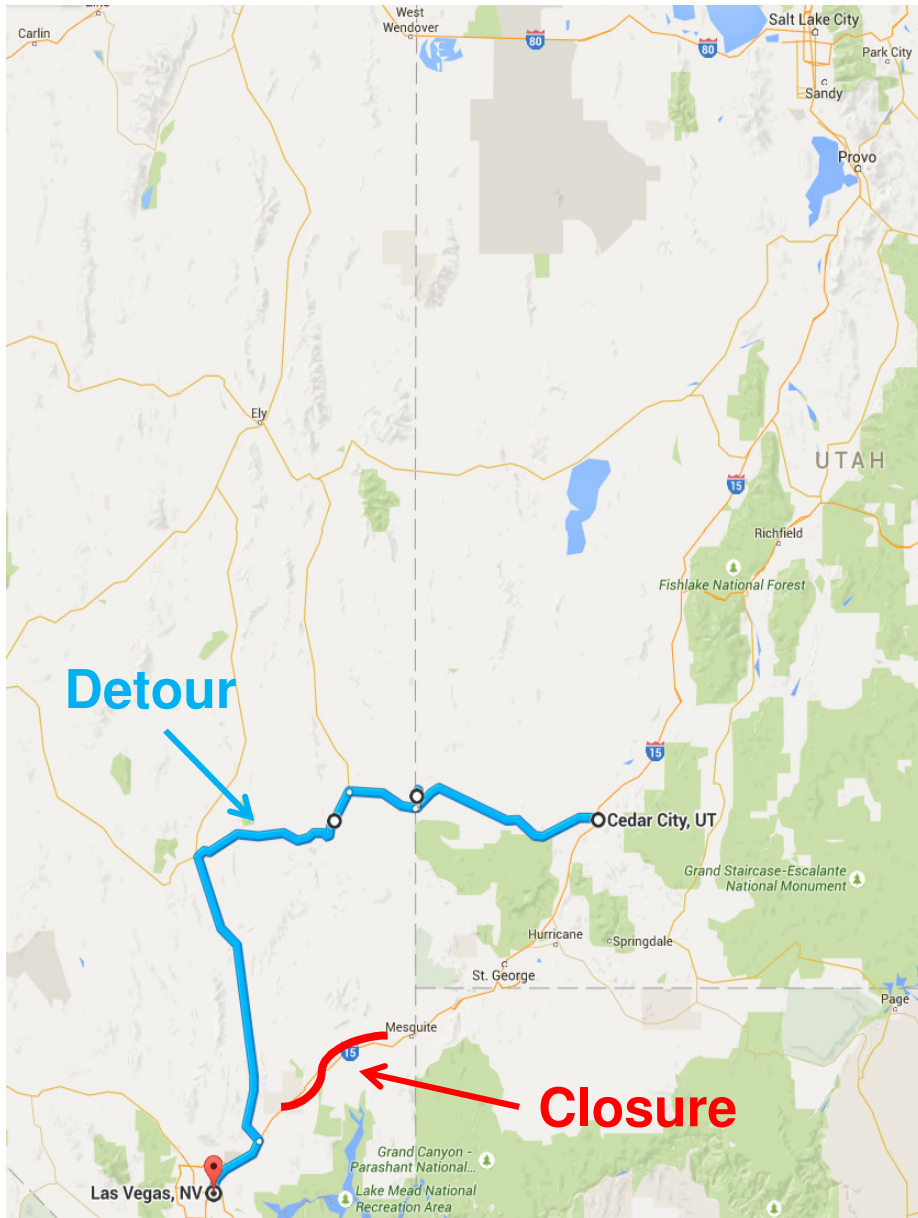 West
Wendover
Carlin
80
80
Salt Lake City
Park City
Sandy
Provo
Ely
UTAH
15
Richfield
Fishlake National Forest
Detour
15
Cedar City, UT
Grand Staircase-Escalante
National Monument
Hurricane
Springdale
St. George
Page
Mesquite
15
Closure
Grand Canyon -
Parashant National...
Las Vegas, NV
Lake Mead National
Recreation Area